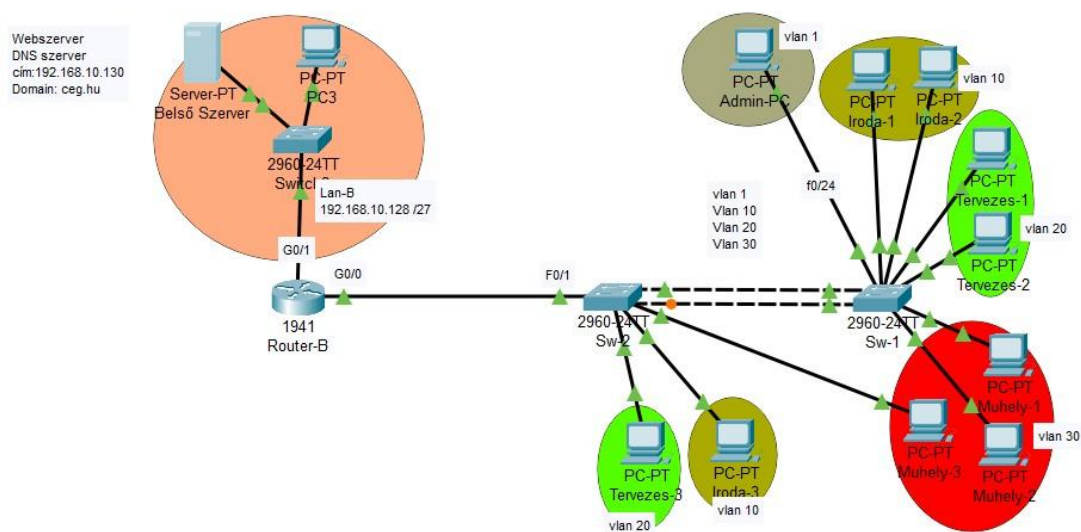 Webszerver
DNS szerver
cím:192.168.10.130
Domain: ceg.hu
Server-PT
Belső Szerver
PC-PT
PC3
2960-24TT
Lan-B
192.168.10.128 /27
G0/1
G0/0
1941
Router-B
F0/1
2960-24TT
Sw-2
vlan 1
Vlan 10
Vlan 20
Vlan 30
f0/24
vlan 1
PC-PT
Admin-PC
PC-PT
Iroda-1
PC-PT
Iroda-2
vlan 10
PC-PT
Tervezes-1
vlan 20
PC-PT
Tervezes-2
2960-24TT
Sw-1
PC-PT
Muhely-1
PC-PT
Muhely-3
PC-PT
Muhely-2
vlan 30
PC-PT
Tervezes-3
vlan 20
PC-PT
Iroda-3
vlan 10